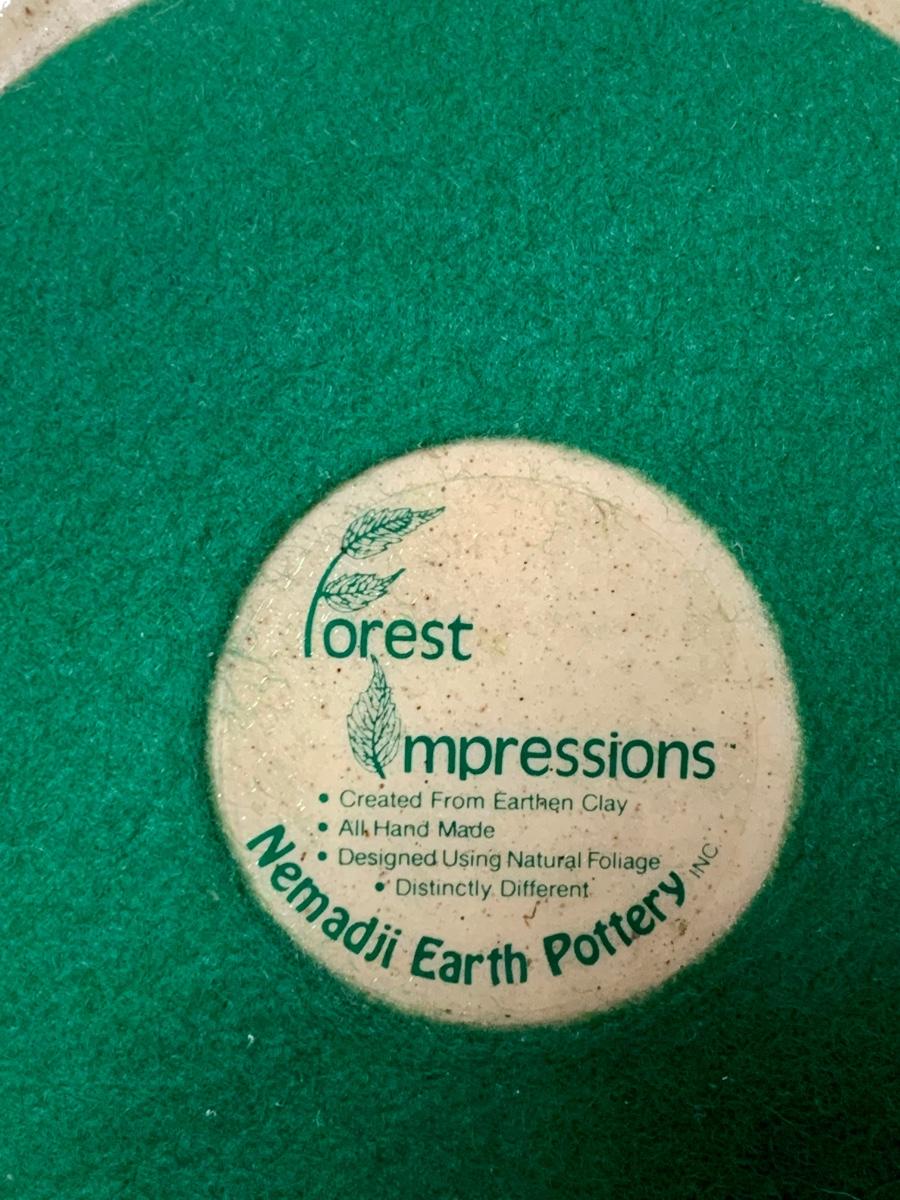 Forest
Impressions™
• Created From Earthen Clay
• All Hand Made
• Designed Using Natural Foliage
• Distinctly Different
Nemadji Earth Pottery INC.